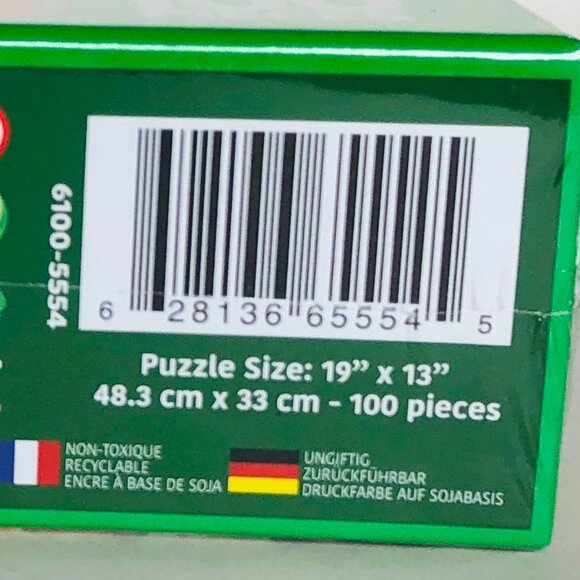 6100-5554
6 28136 65554 5
Puzzle Size: 19” x 13”
48.3 cm x 33 cm - 100 pieces
NON-TOXIQUE
RECYCLABLE
ENCRE À BASE DE SOJA
UNGIFTIG
ZURÜCKFÜHRBAR
DRUCKFARBE AUF SOJABASIS